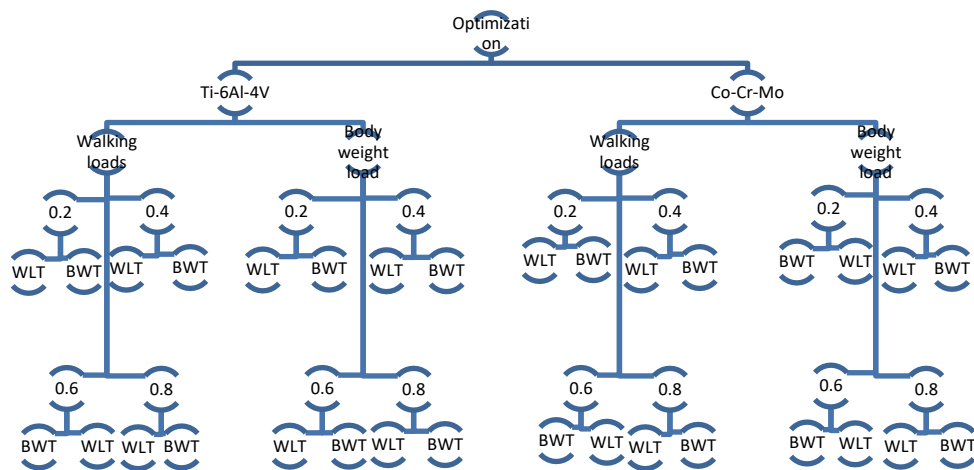 Optimizati
on
Ti-6Al-4V
Co-Cr-Mo
Walking
loads
Body
weight
load
Walking
loads
Body
weight
load
0.2
0.4
0.2
0.4
0.2
0.4
0.2
0.4
WLT
BWT
WLT
BWT
WLT
BWT
WLT
BWT
WLT
BWT
WLT
BWT
BWT
WLT
WLT
BWT
0.6
0.8
0.6
0.8
0.6
0.8
0.6
0.8
BWT
WLT
WLT
BWT
WLT
BWT
WLT
BWT
BWT
WLT
WLT
BWT
BWT
WLT
WLT
BWT